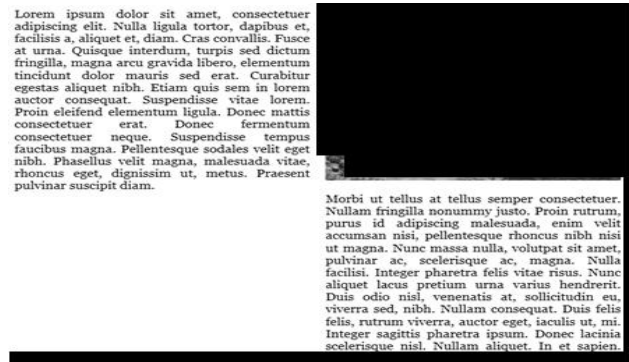 Lorem ipsum dolor sit amet, consectetuer
adipiscing elit. Nulla ligula tortor, dapibus et,
facilisis a, aliquet et, diam. Cras convallis. Fusce
at urna. Quisque interdum, turpis sed dictum
fringilla, magna arcu gravida libero, elementum
tincidunt dolor mauris sed erat. Curabitur
egestas aliquet nibh. Etiam quis sem in lorem
auctor consequat. Suspendisse vitae lorem.
Proin eleifend elementum ligula. Donec mattis
consectetuer erat. Donec fermentum
consectetuer neque. Suspendisse tempus
faucibus magna. Pellentesque sodales velit eget
nibh. Phasellus velit magna, malesuada vitae,
rhoncus eget, dignissim ut, metus. Praesent
pulvinar suscipit diam.
Morbi ut tellus at tellus semper consectetuer.
Nullam fringilla nonummy justo. Proin rutrum,
purus id adipiscing malesuada, enim velit
accumsan nisi, pellentesque rhoncus nibh nisi
ut magna. Nunc massa nulla, volutpat sit amet,
pulvinar ac, scelerisque ac, magna. Nulla
facilisi. Integer pharetra felis vitae risus. Nunc
aliquet lacus pretium urna varius hendrerit.
Duis odio nisl, venenatis at, sollicitudin eu,
viverra sed, nibh. Nullam consequat. Duis felis
felis, rutrum viverra, auctor eget, iaculis ut, mi.
Integer sagittis pharetra ipsum. Donec lacinia
scelerisque nisl. Nullam aliquet. In et sapien.